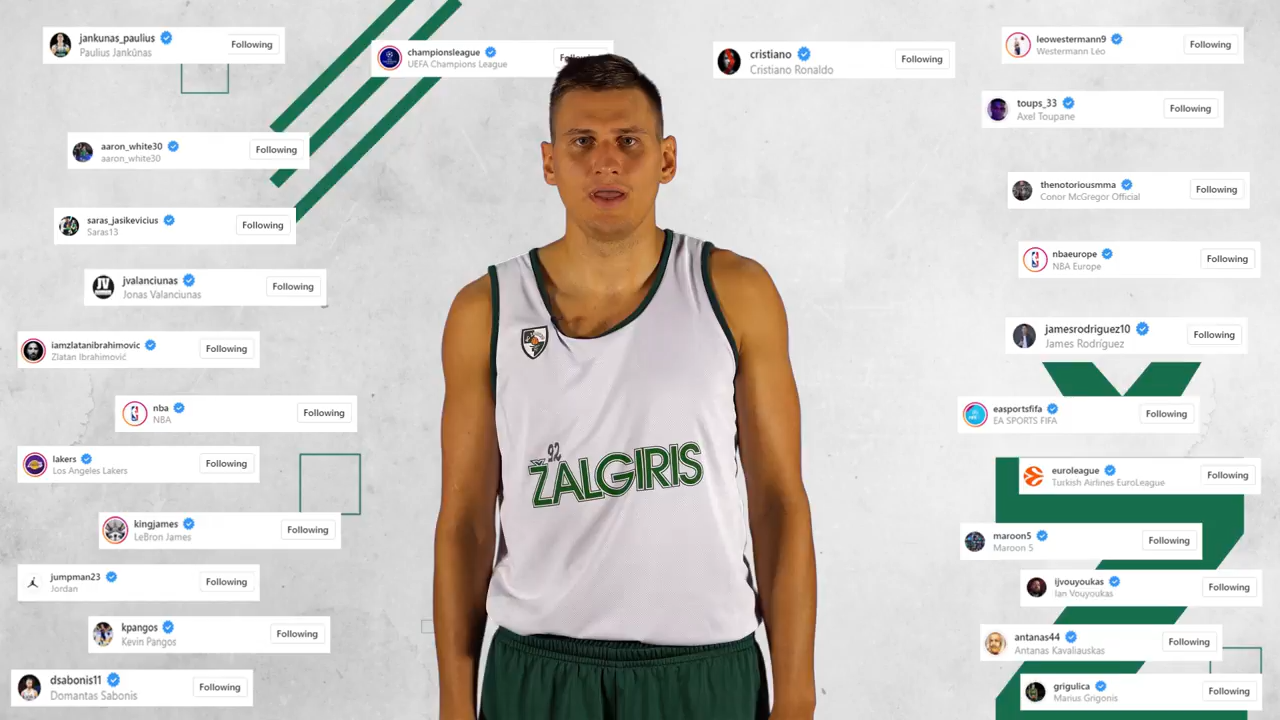 jankunas_paulius
Paulius Jankūnas
Following
championsleague
UEFA Champions League
cristiano
Cristiano Ronaldo
Following
leowestermann9
Westermann Léo
Following
toups_33
Axel Toupane
Following
aaron_white30
aaron_white30
Following
thenotoriousmma
Conor McGregor Official
Following
saras_jasikevicius
Saras13
Following
nbaeurope
NBA Europe
Following
jvalanciunas
Jonas Valanciunas
Following
jamesrodriguez10
James Rodríguez
Following
iamzlatanibrahimovic
Zlatan Ibrahimović
Following
nba
NBA
Following
easportsfifa
EA SPORTS FIFA
Following
lakers
Los Angeles Lakers
Following
92
ŽALGIRIS
euroleague
Turkish Airlines EuroLeague
Following
kingjames
LeBron James
Following
maroon5
Maroon 5
Following
jumpman23
Jordan
Following
ijvouyoukas
Ian Vouyoukas
Following
kpangos
Kevin Pangos
Following
antanas44
Antanas Kavaliauskas
Following
dsabonis11
Domantas Sabonis
Following
grigulica
Marius Grigonis
Following